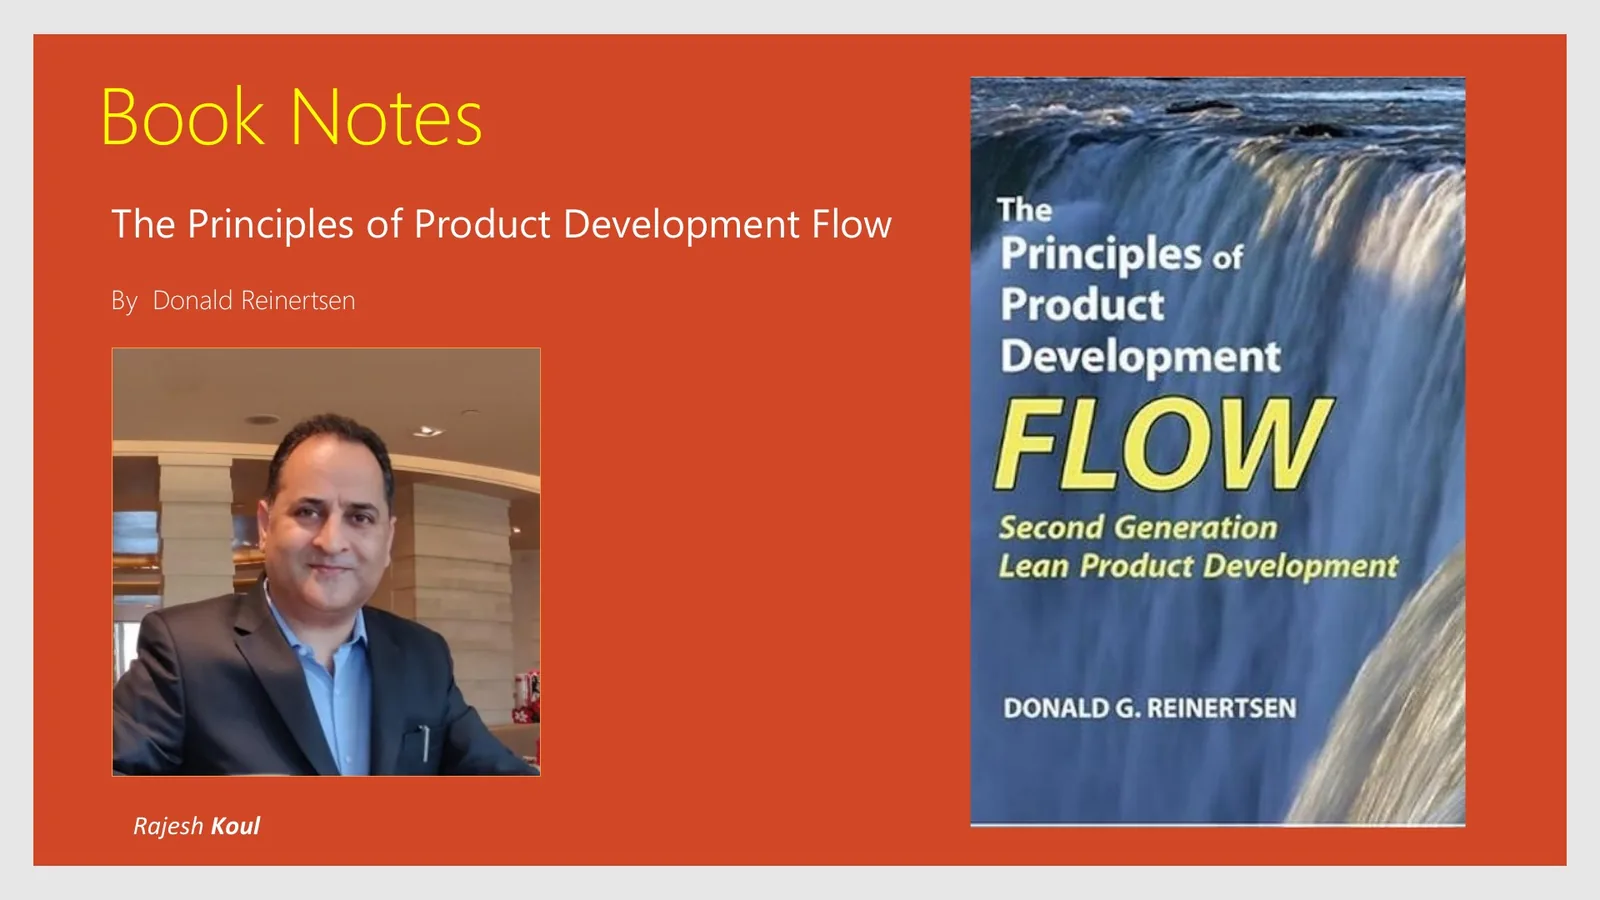 Book Notes
The Principles of Product Development Flow
By Donald Reinertsen
Rajesh Koul
The
Principles of
Product
Development
FLOW
Second Generation
Lean Product Development
DONALD G. REINERTSEN